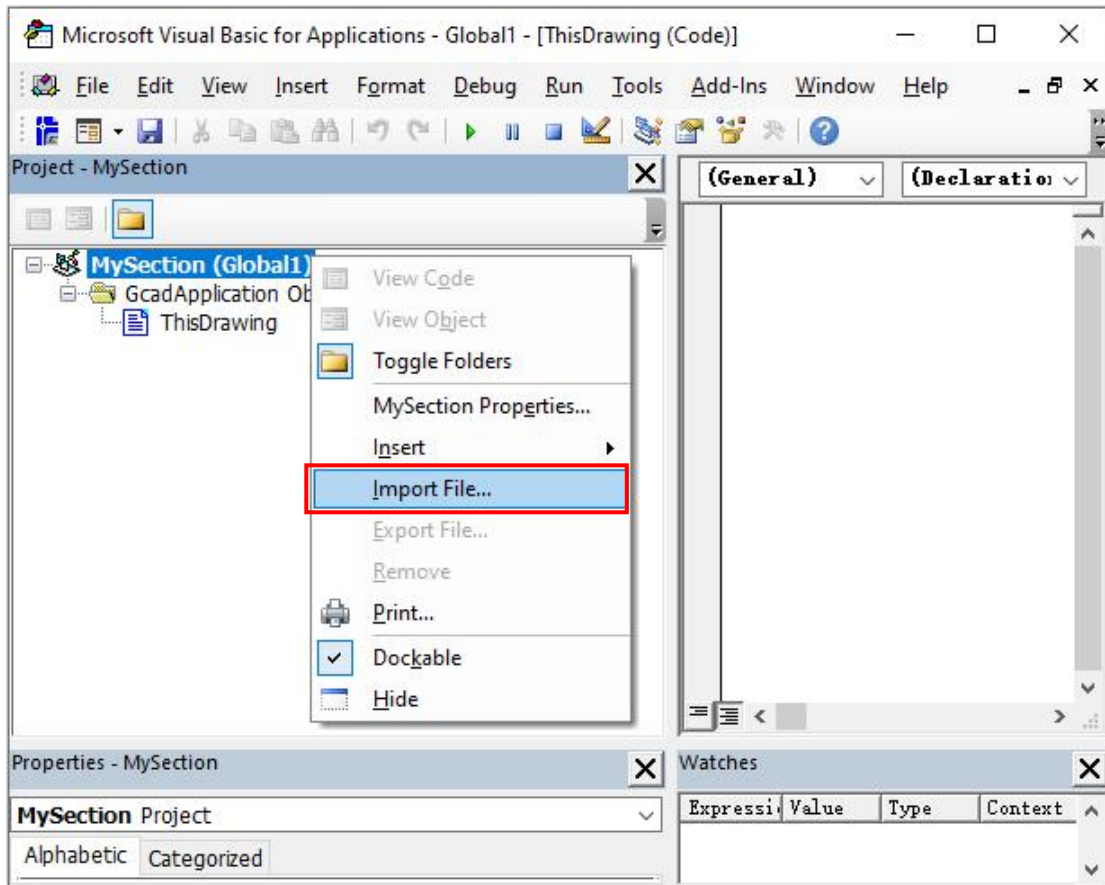 Microsoft Visual Basic for Applications - Global1 - [ThisDrawing (Code)]
File Edit View Insert Format Debug Run Tools Add-Ins Window Help
Project - MySection
(General) (Declaratio
MySection (Global1)
GcadApplication Ob
ThisDrawing
View Code
View Object
Toggle Folders
MySection Properties...
Insert
Import File...
Export File...
Remove
Print...
Dockable
Hide
Properties - MySection
MySection Project
Alphabetic Categorized
Watches
Expressi Value Type Context